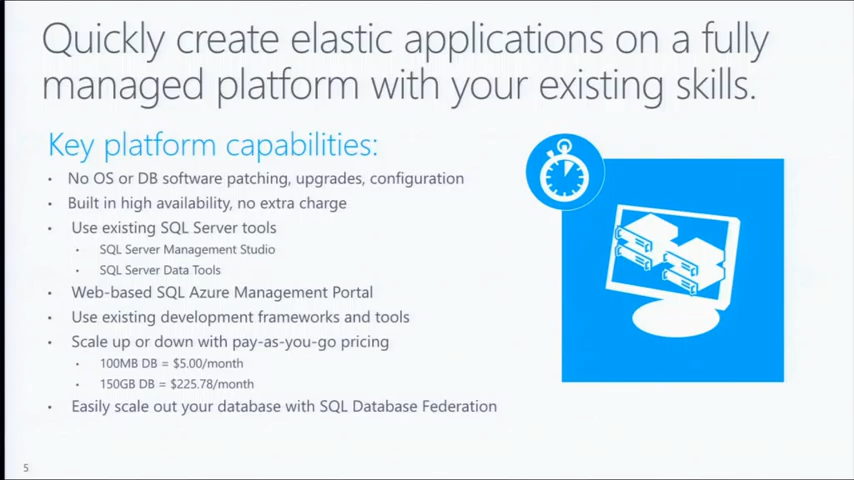 Quickly create elastic applications on a fully
managed platform with your existing skills.
Key platform capabilities:
• No OS or DB software patching, upgrades, configuration
• Built in high availability, no extra charge
• Use existing SQL Server tools
• SQL Server Management Studio
• SQL Server Data Tools
• Web-based SQL Azure Management Portal
• Use existing development frameworks and tools
• Scale up or down with pay-as-you-go pricing
• 100MB DB = $5.00/month
• 150GB DB = $225.78/month
• Easily scale out your database with SQL Database Federation
5